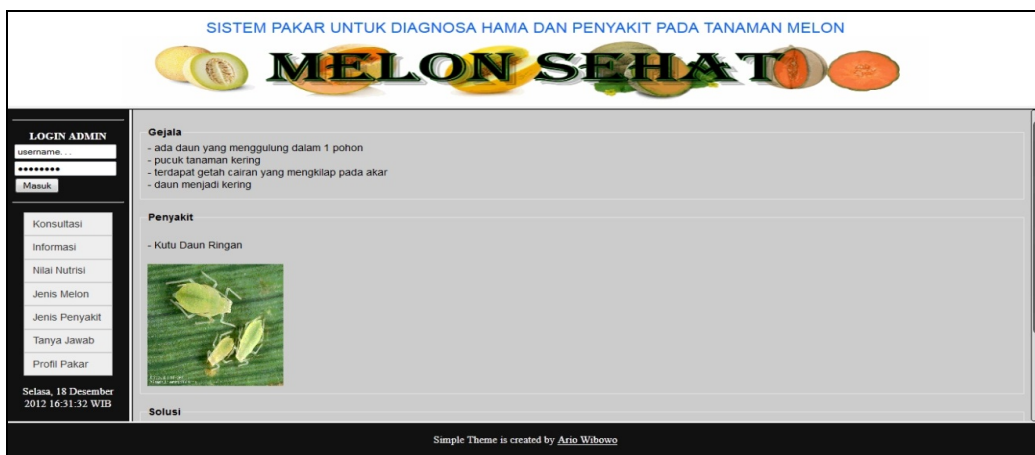 SISTEM PAKAR UNTUK DIAGNOSA HAMA DAN PENYAKIT PADA TANAMAN MELON
MELON SEHAT
LOGIN ADMIN
username...
••••••••
Masuk
Konsultasi
Informasi
Nilai Nutrisi
Jenis Melon
Jenis Penyakit
Tanya Jawab
Profil Pakar
Selasa, 18 Desember
2012 16:31:32 WIB
Gejala
- ada daun yang menggulung dalam 1 pohon
- pucuk tanaman kering
- terdapat getah cairan yang mengkilap pada akar
- daun menjadi kering
Penyakit
- Kutu Daun Ringan
Solusi
Simple Theme is created by Ario Wibowo